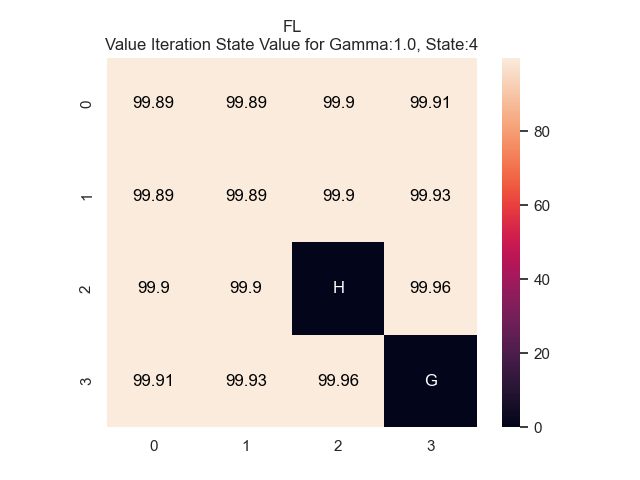 FL
Value Iteration State Value for Gamma:1.0, State:4
0 99.89 99.89 99.9 99.91
1 99.89 99.89 99.9 99.93
2 99.9 99.9 H 99.96
3 99.91 99.93 99.96 G
0 1 2 3
80
60
40
20
0